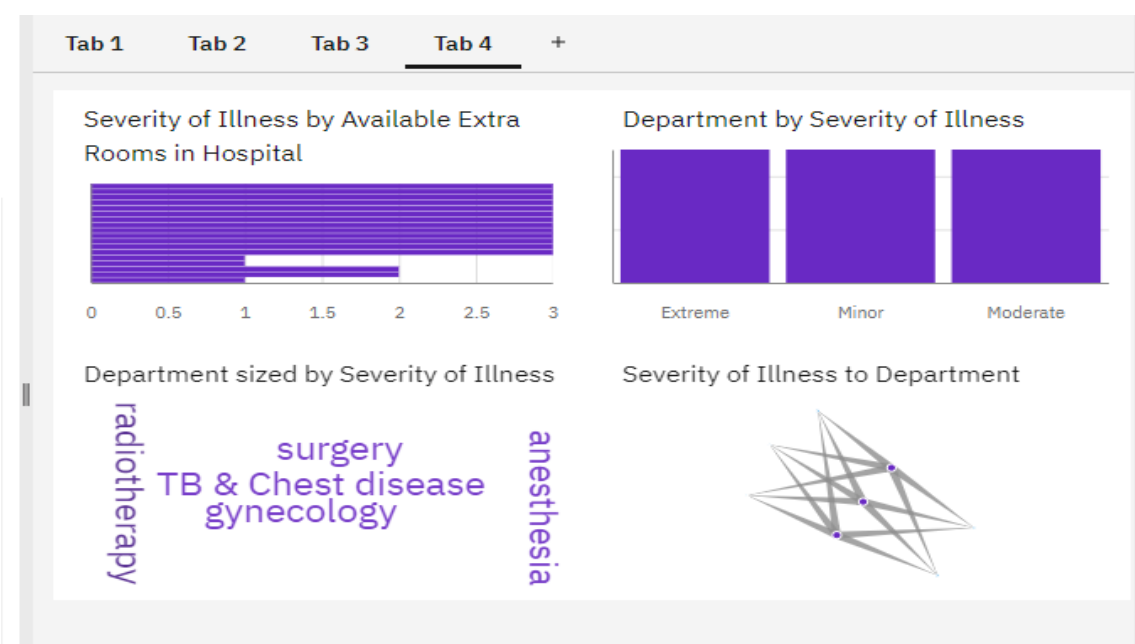 Tab 1 Tab 2 Tab 3 Tab 4 +
Severity of Illness by Available Extra
Rooms in Hospital
0 0.5 1 1.5 2 2.5 3
Department by Severity of Illness
Extreme Minor Moderate
Department sized by Severity of Illness
radiotherapy
surgery
TB & Chest disease
gynecology
anesthesia
Severity of Illness to Department